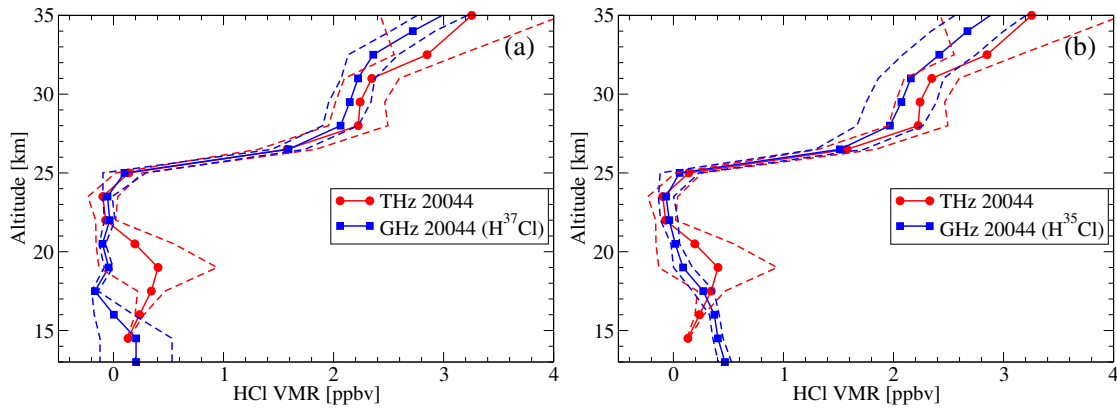 35
(a)
30
25
20
15
Altitude [km]
THz 20044
GHz 20044 (H³⁷Cl)
0 1 2 3 4
HCl VMR [ppbv]
35
(b)
30
25
20
15
Altitude [km]
THz 20044
GHz 20044 (H³⁵Cl)
0 1 2 3 4
HCl VMR [ppbv]